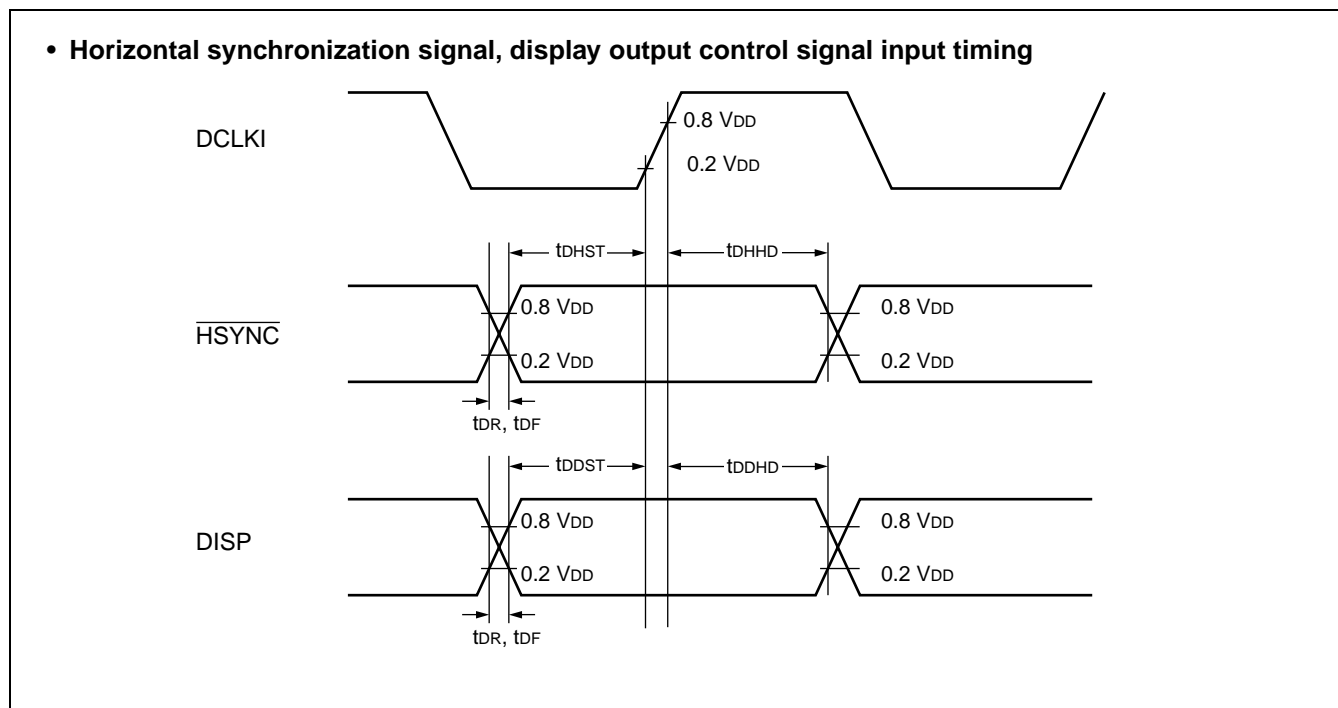 • Horizontal synchronization signal, display output control signal input timing
DCLKI
0.8 VDD
0.2 VDD
tDHST
tDHHD
HSYNC
0.8 VDD
0.8 VDD
0.2 VDD
0.2 VDD
tDR, tDF
tDDST
tDDHD
DISP
0.8 VDD
0.8 VDD
0.2 VDD
0.2 VDD
tDR, tDF